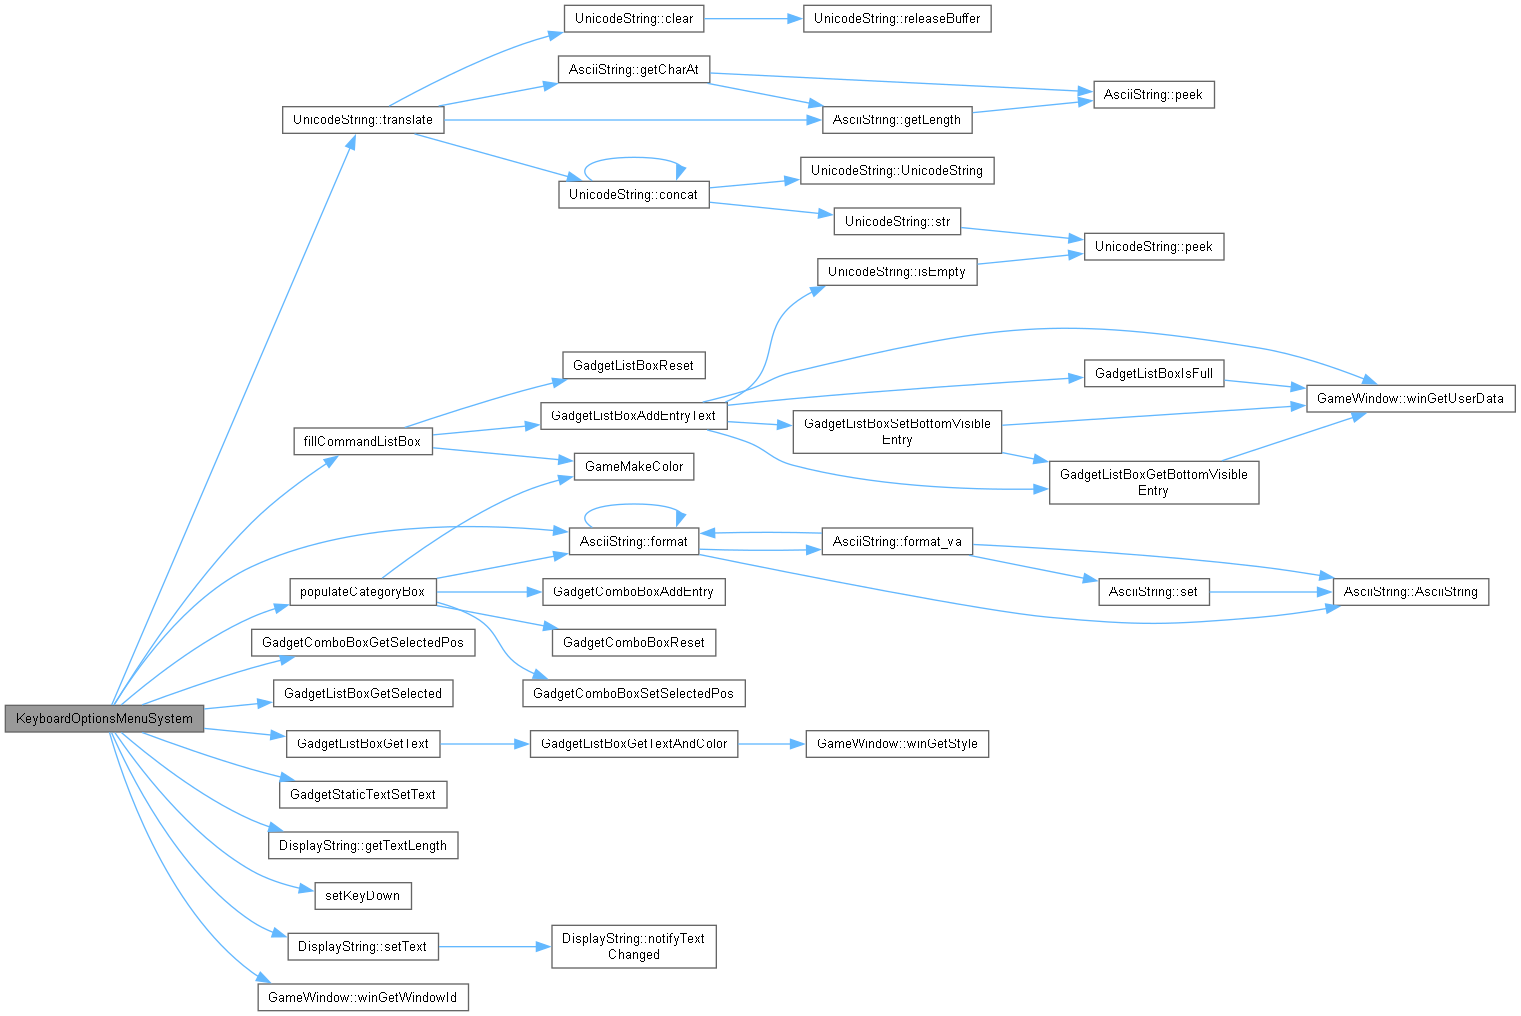 UnicodeString::clear
UnicodeString::releaseBuffer
AsciiString::getCharAt
AsciiString::peek
UnicodeString::translate
AsciiString::getLength
UnicodeString::UnicodeString
UnicodeString::concat
UnicodeString::str
UnicodeString::peek
UnicodeString::isEmpty
GadgetListBoxReset
GadgetListBoxIsFull
GameWindow::winGetUserData
GadgetListBoxAddEntryText
GadgetListBoxSetBottomVisible
Entry
fillCommandListBox
GameMakeColor
GadgetListBoxGetBottomVisible
Entry
AsciiString::format
AsciiString::format_va
populateCategoryBox
GadgetComboBoxAddEntry
AsciiString::set
AsciiString::AsciiString
GadgetComboBoxGetSelectedPos
GadgetComboBoxReset
GadgetListBoxGetSelected
GadgetComboBoxSetSelectedPos
KeyboardOptionsMenuSystem
GadgetListBoxGetText
GadgetListBoxGetTextAndColor
GameWindow::winGetStyle
GadgetStaticTextSetText
DisplayString::getTextLength
setKeyDown
DisplayString::setText
DisplayString::notifyText
Changed
GameWindow::winGetWindowId